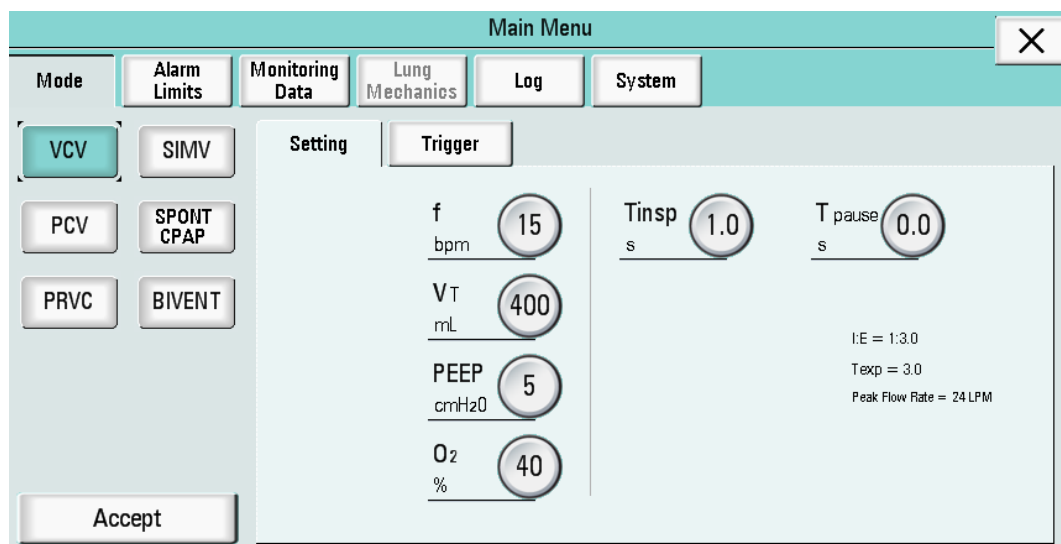 Main Menu
Mode
Alarm
Limits
Monitoring
Data
Lung
Mechanics
Log
System
VCV
SIMV
PCV
SPONT
CPAP
PRVC
BIVENT
Accept
Setting
Trigger
f
bpm
15
VT
mL
400
PEEP
cmH20
5
O2
%
40
Tinsp
s
1.0
T pause
s
0.0
I:E = 1:3.0
Texp = 3.0
Peak Flow Rate = 24 LPM